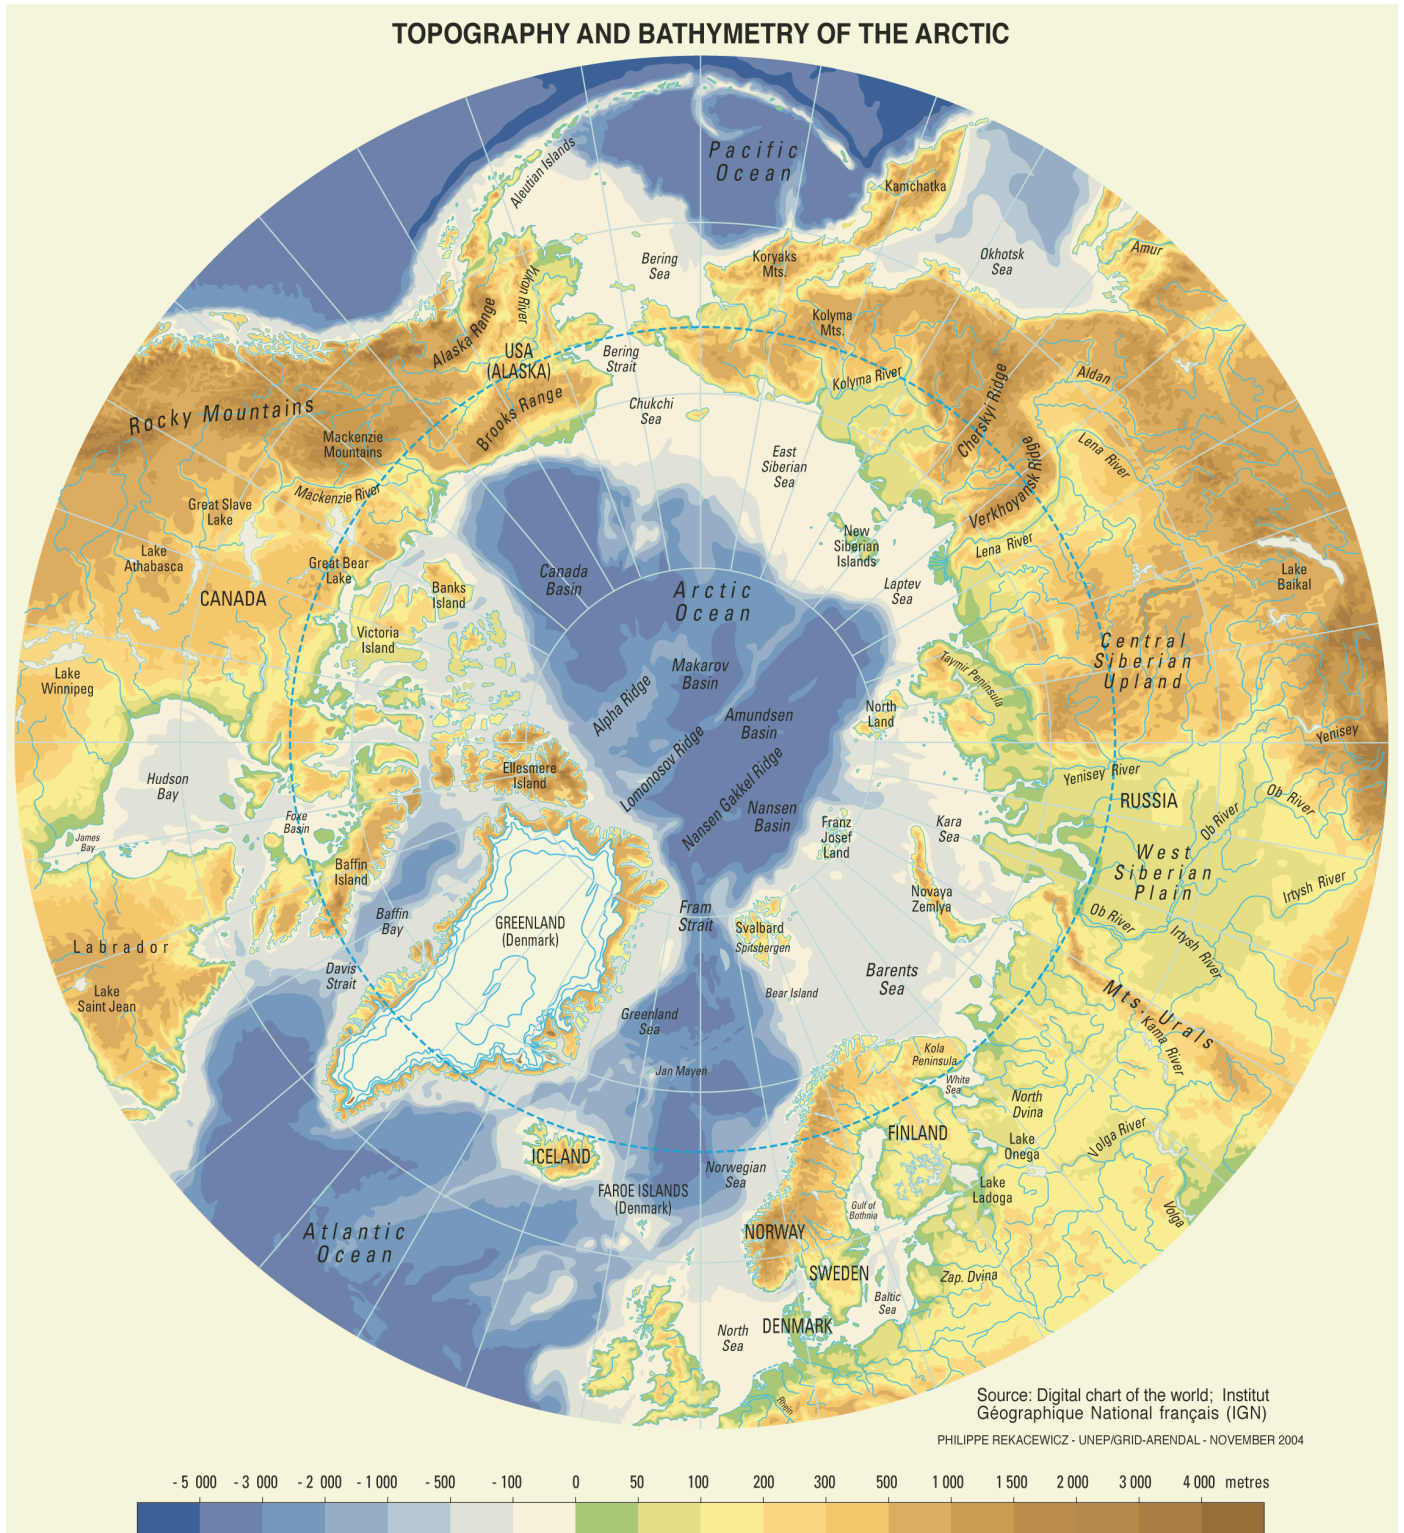 TOPOGRAPHY AND BATHYMETRY OF THE ARCTIC
Pacific
Ocean
Aleutian Islands
Kamchatka
Amur
Okhotsk
Sea
Bering
Sea
Koryaks
Mts.
Yukon River
Kolyma
Mts.
Alaska Range
USA
(ALASKA)
Bering
Strait
Kolyma River
Cherskyi Ridge
Aldan
Rocky Mountains
Brooks Range
Chukchi
Sea
Mackenzie
Mountains
East
Siberian
Sea
Lena River
Verkhoyansk Ridge
Mackenzie River
Great Slave
Lake
New
Siberian
Islands
Lena River
Lake
Athabasca
Great Bear
Lake
Canada
Basin
Arctic
Ocean
Laptev
Sea
Lake
Baikal
CANADA
Banks
Island
Victoria
Island
Central
Siberian
Upland
Lake
Winnipeg
Makarov
Basin
Taymir Peninsula
Alpha Ridge
North
Land
Amundsen
Basin
Yenisey
Lomonosov Ridge
Hudson
Bay
Ellesmere
Island
Nansen Gakkel Ridge
Yenisey River
RUSSIA
Ob River
Ob River
Foxe
Basin
Nansen
Basin
Franz
Josef
Land
Kara
Sea
James
Bay
West
Siberian
Plain
Baffin
Island
Novaya
Zemlya
Irtysh River
Baffin
Bay
GREENLAND
(Denmark)
Fram
Strait
Svalbard
Spitsbergen
Ob River
Irtysh River
Labrador
Davis
Strait
Barents
Sea
Bear Island
Lake
Saint Jean
Mts. Urals
Greenland
Sea
Kama River
Kola
Peninsula
Jan Mayen
White
Sea
North
Dvina
FINLAND
Volga River
Lake
Onega
ICELAND
Norwegian
Sea
Lake
Ladoga
FAROE ISLANDS
(Denmark)
Gulf of
Bothnia
Volga
Atlantic
Ocean
NORWAY
SWEDEN
Zap. Dvina
Baltic
Sea
North
Sea
DENMARK
Rhein
Source: Digital chart of the world; Institut
Géographique National français (IGN)
PHILIPPE REKACEWICZ - UNEP/GRID-ARENDAL - NOVEMBER 2004
- 5 000 - 3 000 - 2 000 - 1 000 - 500 - 100 0 50 100 200 300 500 1 000 1 500 2 000 3 000 4 000 metres